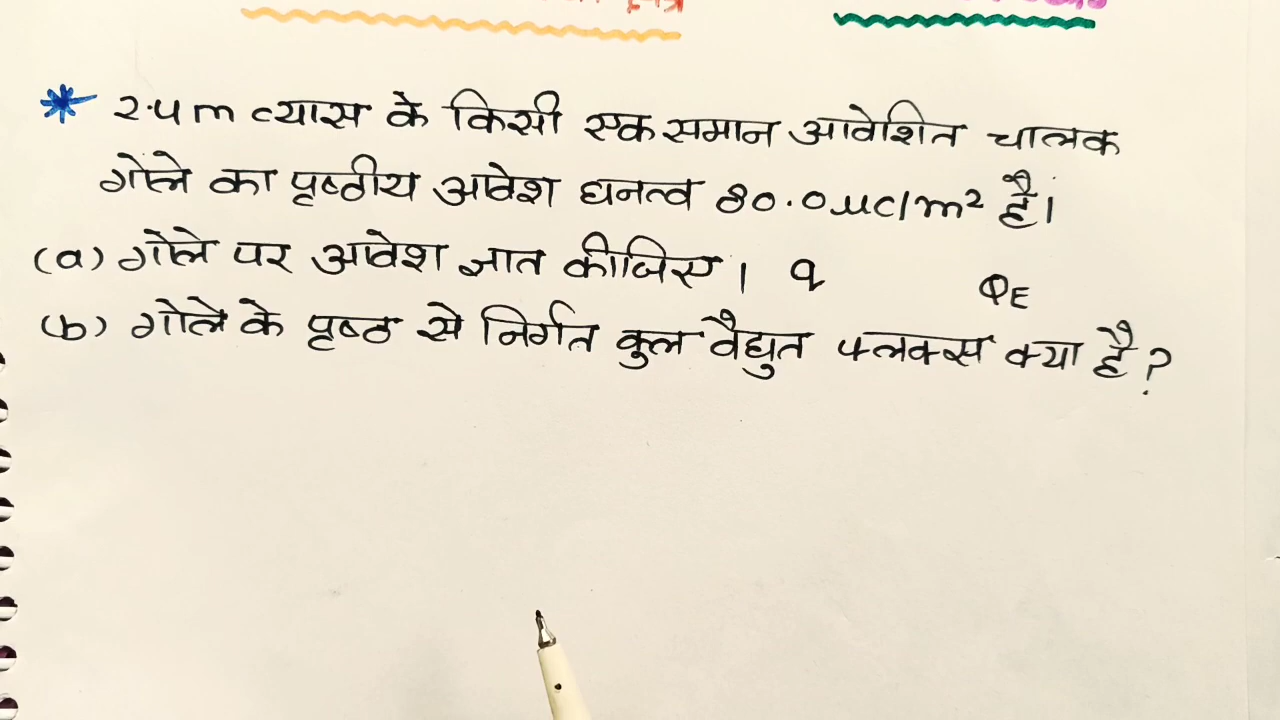 * 2.4 m व्यास के किसी एक समान आवेशित चालक
गोले का पृष्ठीय आवेश घनत्व 80.0 μc/m² है।
(a) गोले पर आवेश ज्ञात कीजिए। q
ΦE
(b) गोले के पृष्ठ से निर्गत कुल वैद्युत फ्लक्स क्या है?